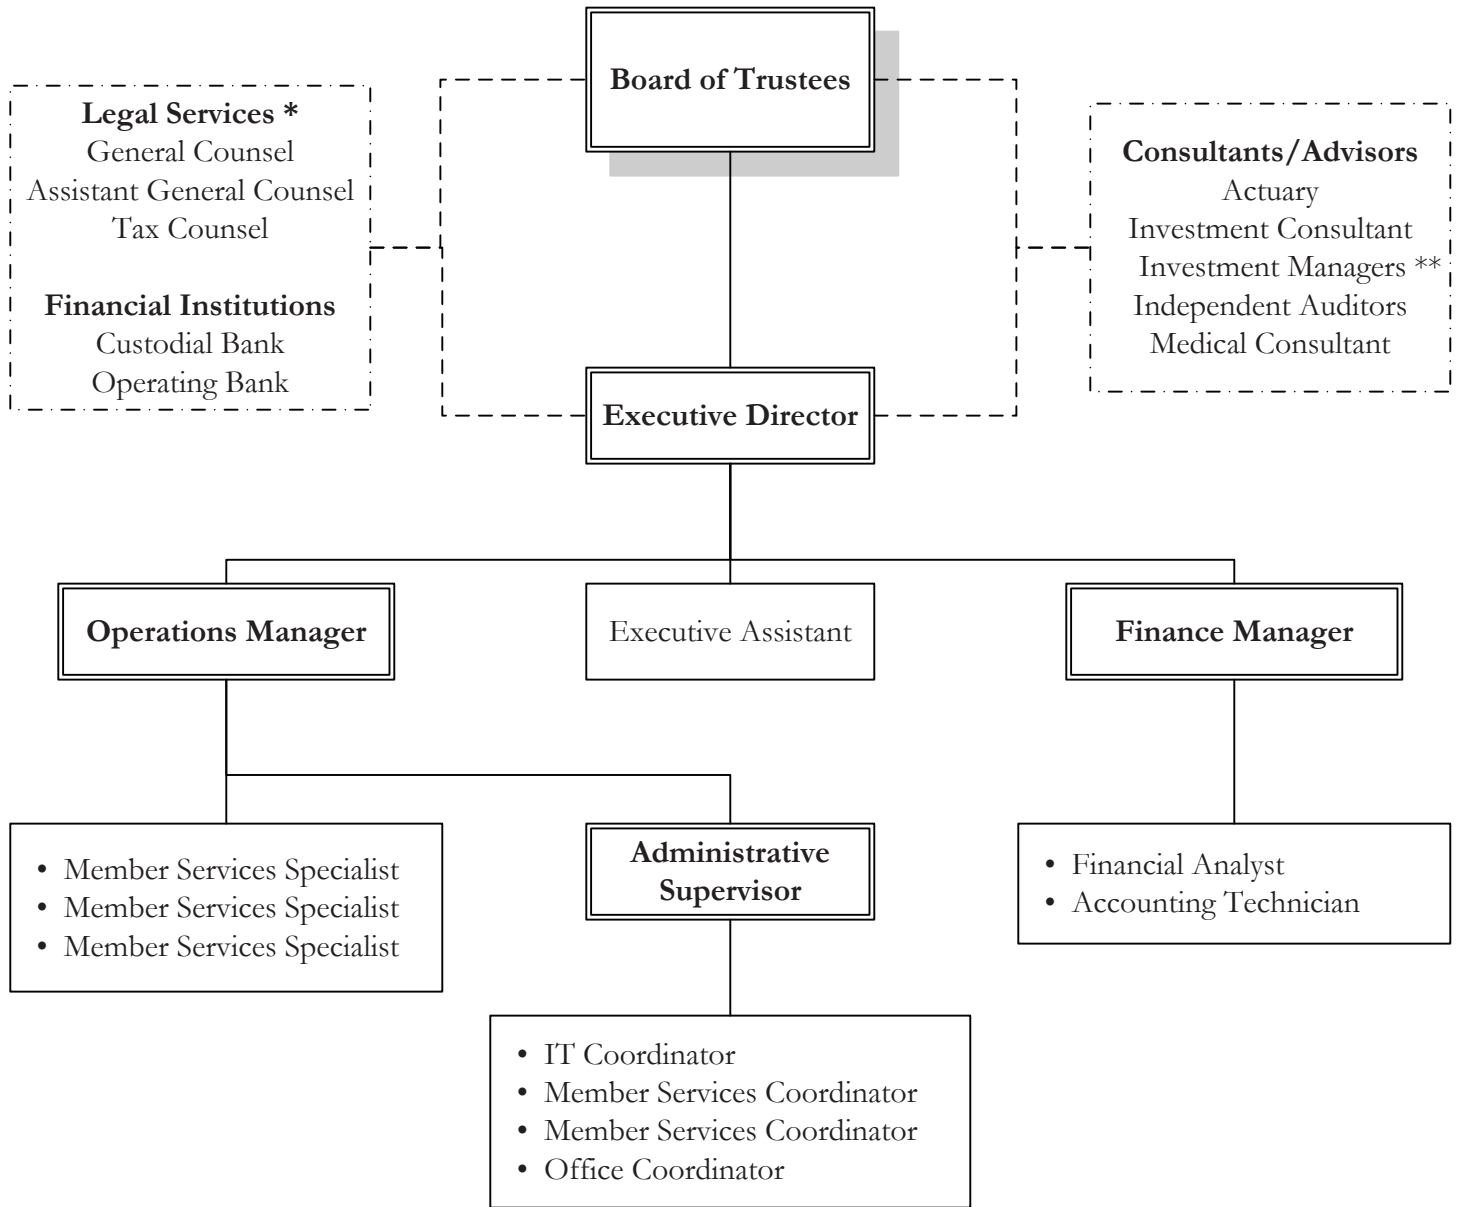 Board of Trustees
Legal Services *
General Counsel
Assistant General Counsel
Tax Counsel
Financial Institutions
Custodial Bank
Operating Bank
Consultants/Advisors
Actuary
Investment Consultant
Investment Managers **
Independent Auditors
Medical Consultant
Executive Director
Operations Manager
Executive Assistant
Finance Manager
• Member Services Specialist
• Member Services Specialist
• Member Services Specialist
Administrative
Supervisor
• Financial Analyst
• Accounting Technician
• IT Coordinator
• Member Services Coordinator
• Member Services Coordinator
• Office Coordinator